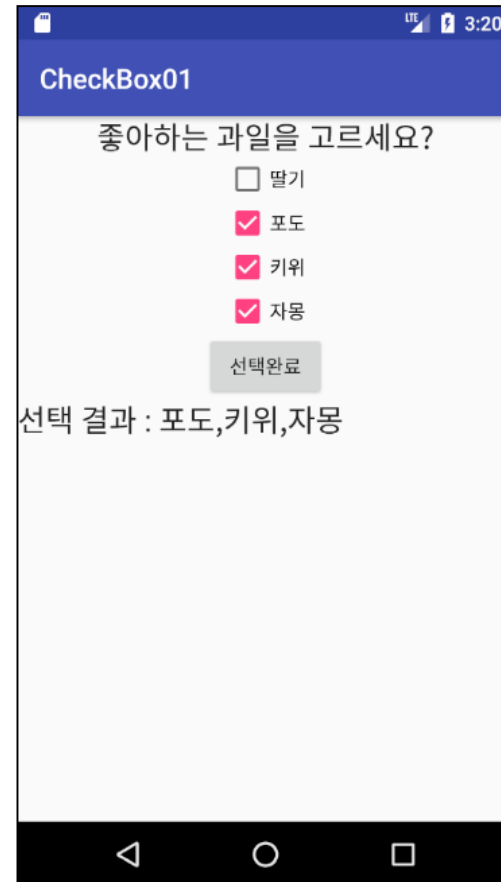 LTE 3:20
CheckBox01
좋아하는 과일을 고르세요?
딸기
포도
키위
자몽
선택완료
선택 결과 : 포도,키위,자몽